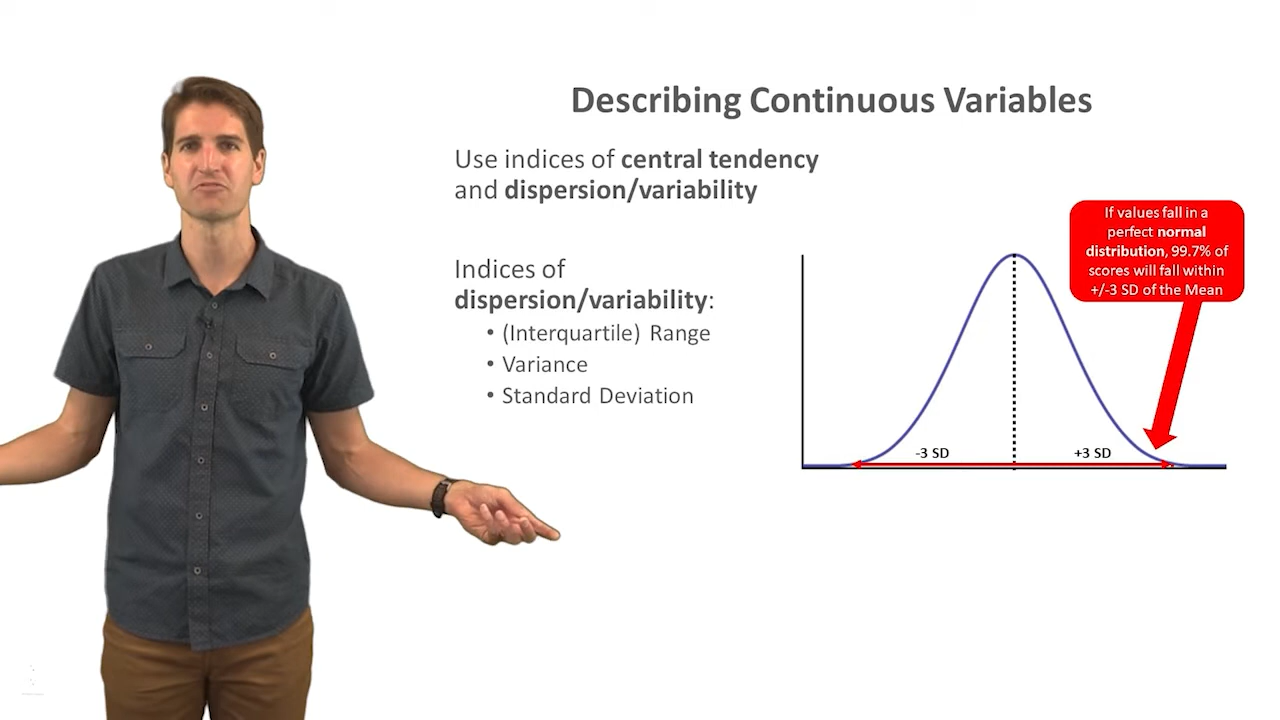 Describing Continuous Variables
Use indices of central tendency
and dispersion/variability
Indices of
dispersion/variability:
• (Interquartile) Range
• Variance
• Standard Deviation
If values fall in a
perfect normal
distribution, 99.7% of
scores will fall within
+/-3 SD of the Mean
-3 SD
+3 SD